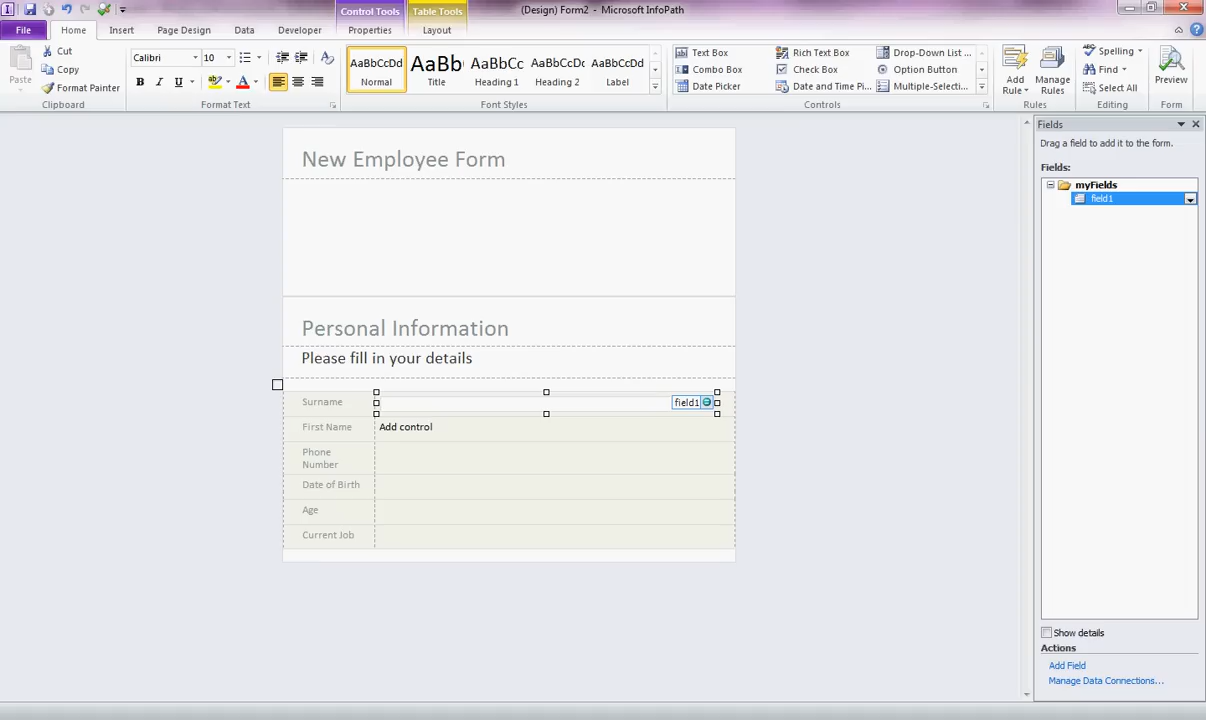 Control Tools
Table Tools
(Design) Form2 - Microsoft InfoPath
File
Home
Insert
Page Design
Data
Developer
Properties
Layout
Paste
Cut
Copy
Format Painter
Clipboard
Calibri
10
B
I
U
A
Format Text
AaBbCcDd
Normal
AaBb
Title
AaBbCc
Heading 1
AaBbCcDc
Heading 2
AaBbCcDd
Label
Font Styles
Text Box
Rich Text Box
Drop-Down List ...
Combo Box
Check Box
Option Button
Date Picker
Date and Time Pi...
Multiple-Selecti...
Controls
Add
Rule
Manage
Rules
Rules
Spelling
Find
Select All
Editing
Preview
Form
New Employee Form
Personal Information
Please fill in your details
Surname
field1
First Name
Add control
Phone
Number
Date of Birth
Age
Current Job
Fields
Drag a field to add it to the form.
Fields:
myFields
field1
Show details
Actions
Add Field
Manage Data Connections...